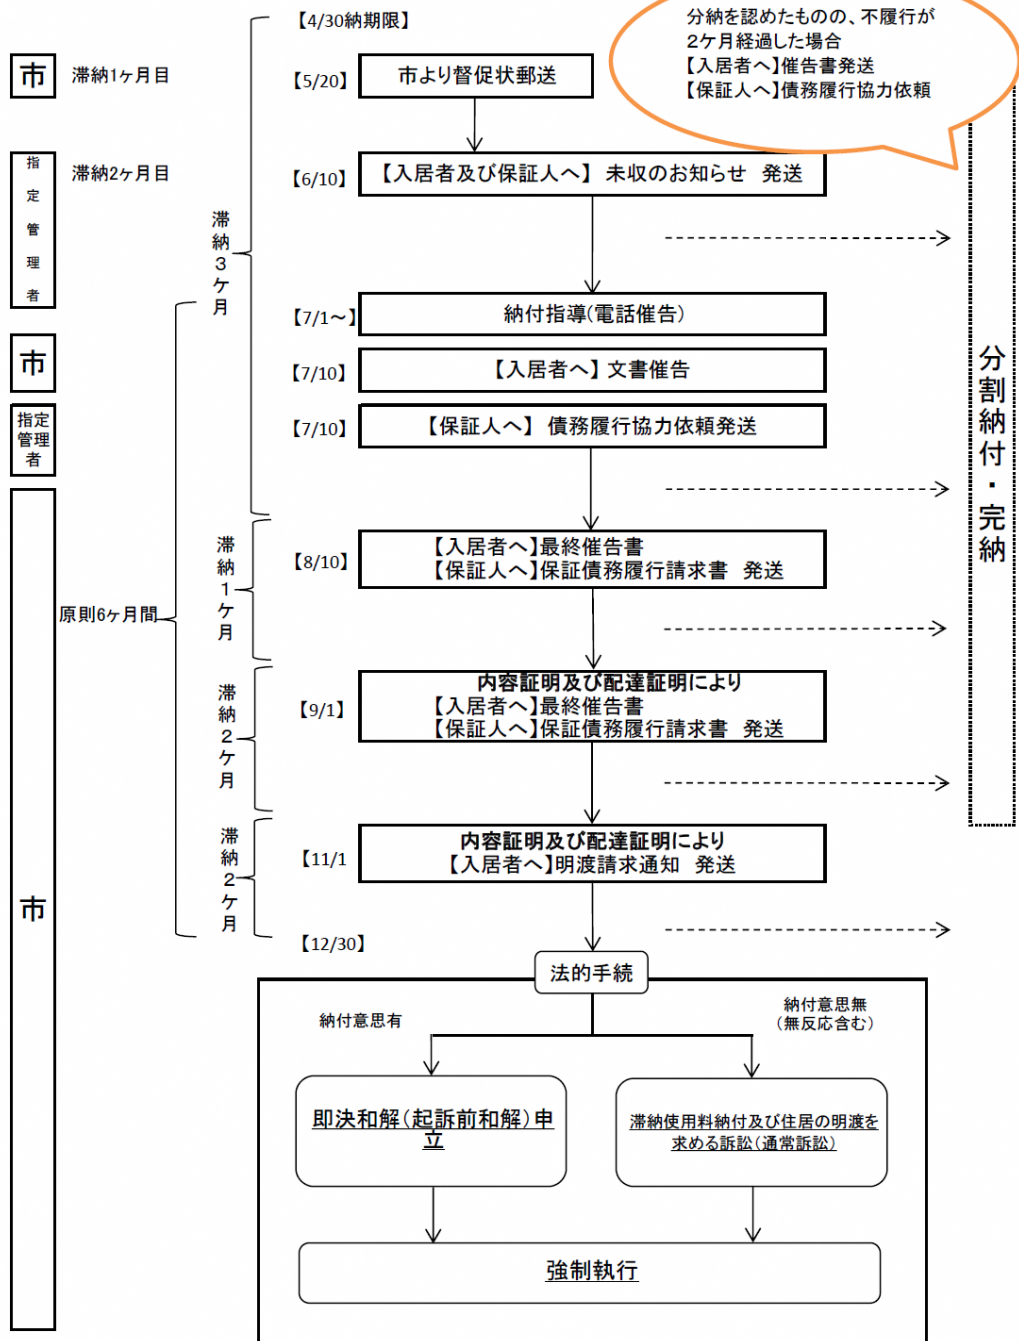 【4/30納期限】
分納を認めたものの、不履行が
2ケ月経過した場合
【入居者へ】催告書発送
【保証人へ】債務履行協力依頼
市
滞納1ヶ月目
【5/20】
市より督促状郵送
指定管理者
滞納2ヶ月目
【6/10】
【入居者及び保証人へ】 未収のお知らせ 発送
滞納3ケ月
【7/1～】
納付指導(電話催告)
市
【7/10】
【入居者へ】文書催告
指定
管理
者
【7/10】
【保証人へ】 債務履行協力依頼発送
分割納付・完納
市
原則6ヶ月間
滞納1ケ月
【8/10】
【入居者へ】最終催告書
【保証人へ】保証債務履行請求書 発送
滞納2ケ月
【9/1】
内容証明及び配達証明により
【入居者へ】最終催告書
【保証人へ】保証債務履行請求書 発送
滞納2ケ月
【11/1
内容証明及び配達証明により
【入居者へ】明渡請求通知 発送
【12/30】
法的手続
納付意思有
納付意思無
(無反応含む)
即決和解(起訴前和解)申
立
滞納使用料納付及び住居の明渡を
求める訴訟(通常訴訟)
強制執行